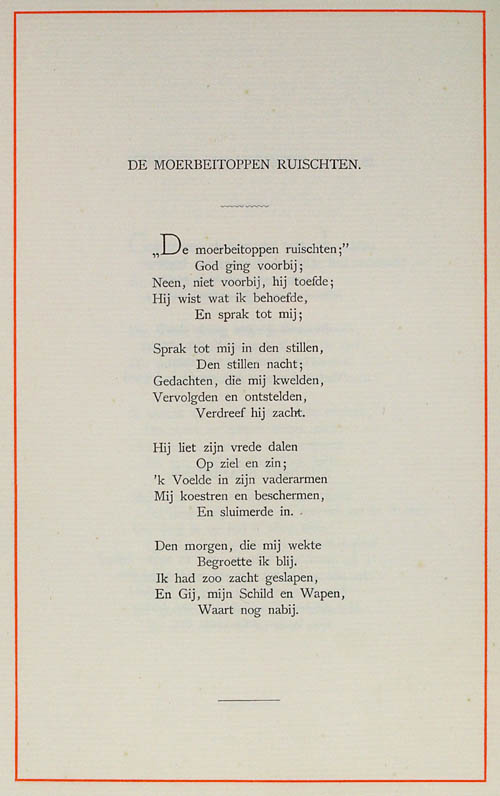 DE MOERBEITOPPEN RUISCHTEN.
„De moerbeitoppen ruischten;”
God ging voorbij;
Neen, niet voorbij, hij toefde;
Hij wist wat ik behoefde,
En sprak tot mij;
Sprak tot mij in den stillen,
Den stillen nacht;
Gedachten, die mij kwelden,
Vervolgden en ontstelden,
Verdreef hij zacht.
Hij liet zijn vrede dalen
Op ziel en zin;
'k Voelde in zijn vaderarmen
Mij koestren en beschermen,
En sluimerde in.
Den morgen, die mij wekte
Begroette ik blij.
Ik had zoo zacht geslapen,
En Gij, mijn Schild en Wapen,
Waart nog nabij.